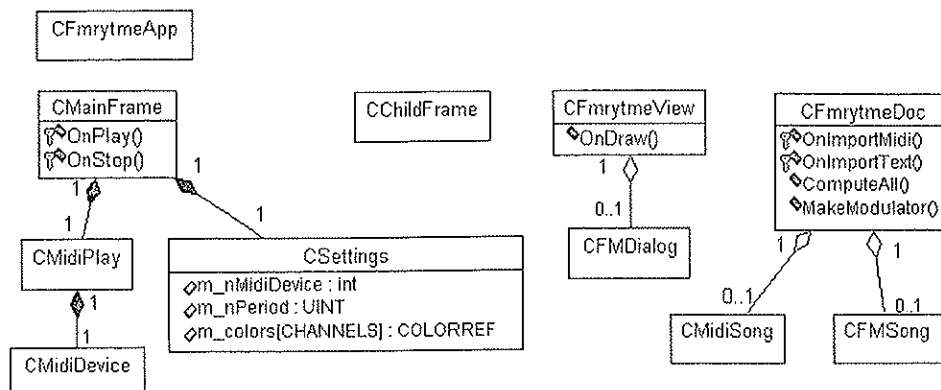 CFmrytmeApp
CMainFrame
OnPlay()
OnStop()
1
1
1
1
CMidiPlay
1
1
CMidiDevice
CSettings
m_nMidiDevice : int
m_nPeriod : UINT
m_colors[CHANNELS] : COLORREF
CChildFrame
CFmrytmeView
OnDraw()
1
0..1
CFMDialog
CFmrytmeDoc
OnImportMidi()
OnImportText()
ComputeAll()
MakeModulator()
1
1
0..1
0..1
CMidiSong
CFMSong